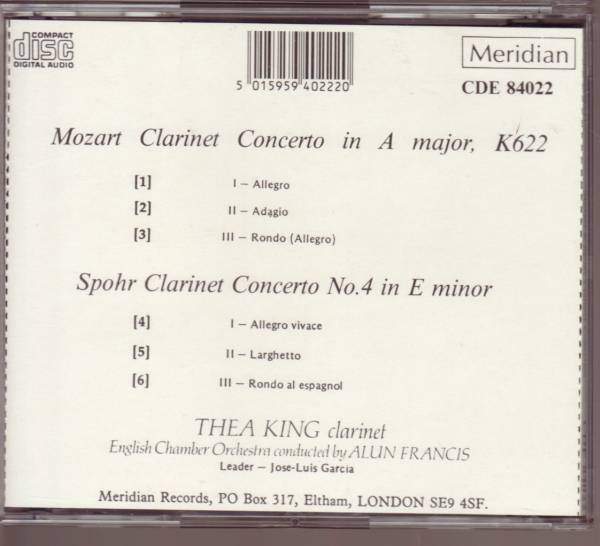 COMPACT
disc
DIGITAL AUDIO
5 015959 402220
Meridian
CDE 84022
Mozart Clarinet Concerto in A major, K622
[1] I – Allegro
[2] II – Adagio
[3] III – Rondo (Allegro)
Spohr Clarinet Concerto No.4 in E minor
[4] I – Allegro vivace
[5] II – Larghetto
[6] III – Rondo al espagnol
THEA KING clarinet
English Chamber Orchestra conducted by ALUN FRANCIS
Leader – Jose-Luis Garcia
Meridian Records, PO Box 317, Eltham, LONDON SE9 4SF.